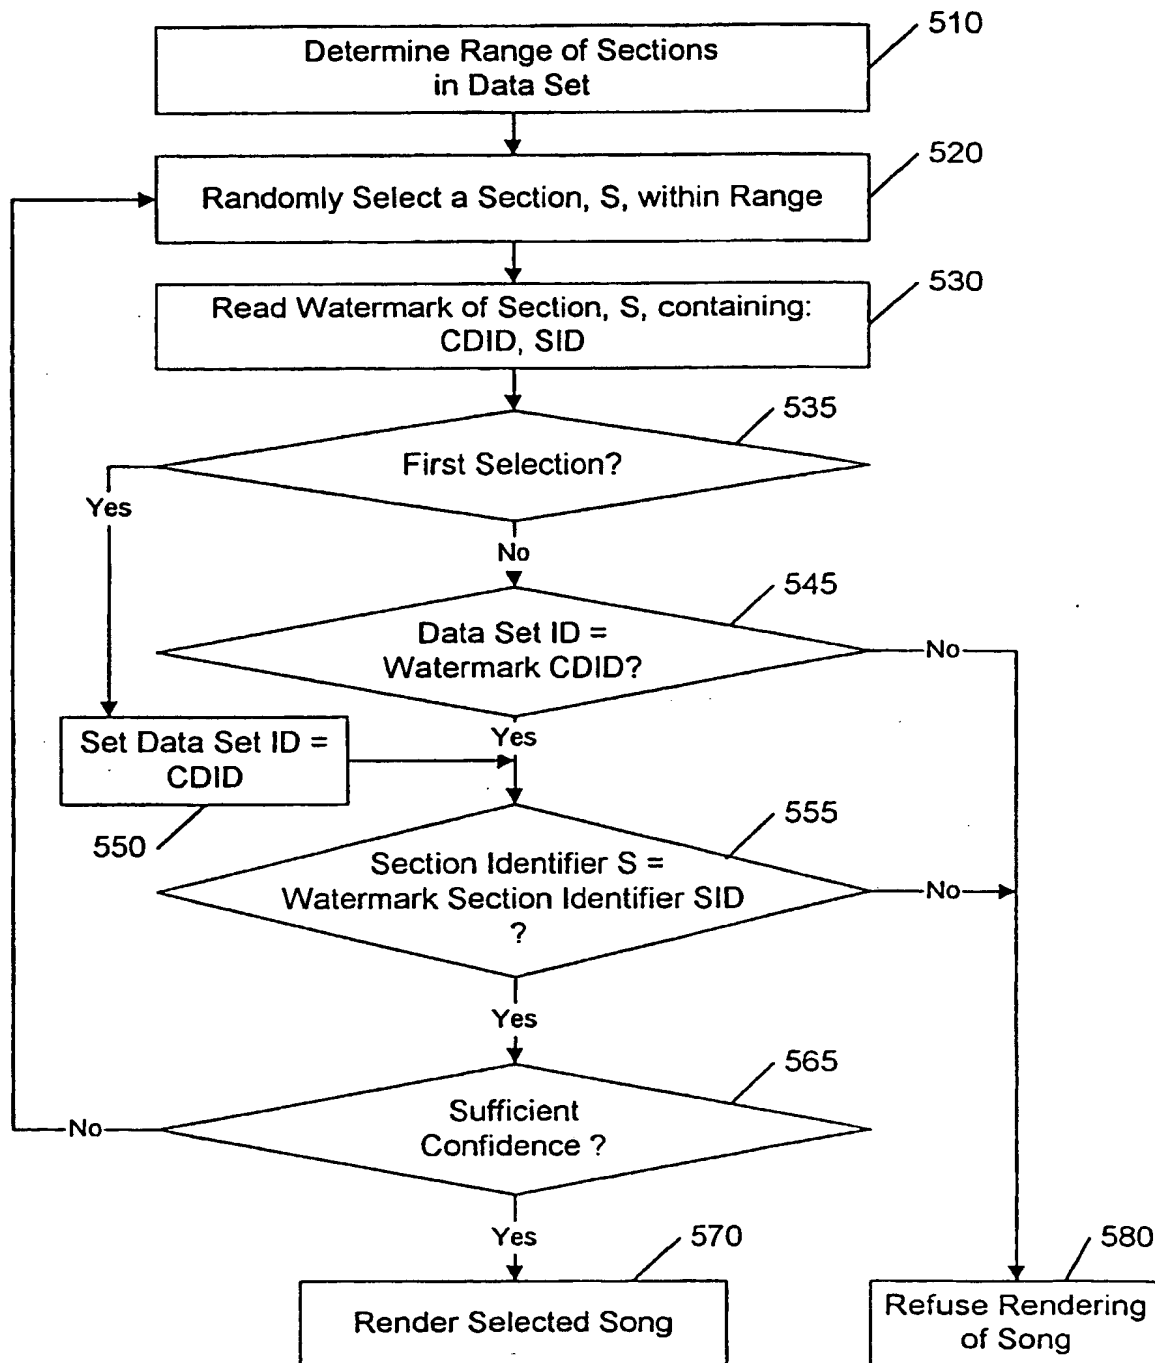 510
Determine Range of Sections
in Data Set
520
Randomly Select a Section, S, within Range
530
Read Watermark of Section, S, containing:
CDID, SID
535
First Selection?
Yes
No
545
Data Set ID =
Watermark CDID?
No
Yes
Set Data Set ID =
CDID
550
555
Section Identifier S =
Watermark Section Identifier SID
?
No
Yes
565
Sufficient
Confidence ?
No
Yes
570
580
Render Selected Song
Refuse Rendering
of Song